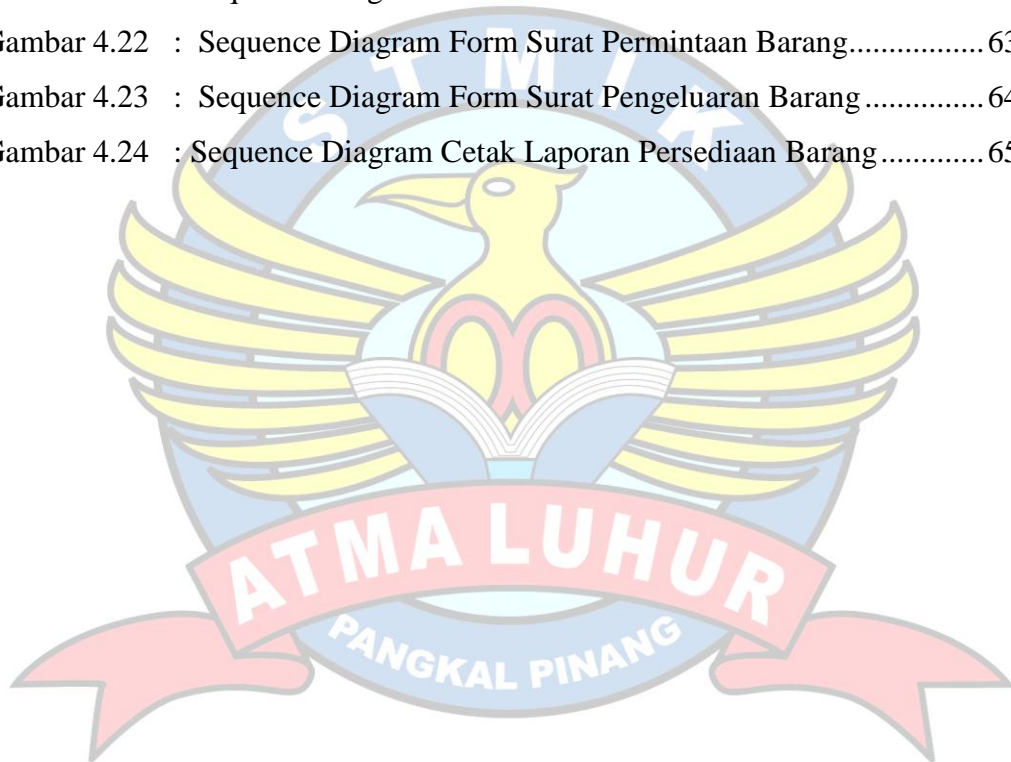 Gambar 4.22 : Sequence Diagram Form Surat Permintaan Barang................. 63
Gambar 4.23 : Sequence Diagram Form Surat Pengeluaran Barang ............... 64
Gambar 4.24 : Sequence Diagram Cetak Laporan Persediaan Barang ............. 65
STMIK
ATMA LUHUR
PANGKAL PINANG